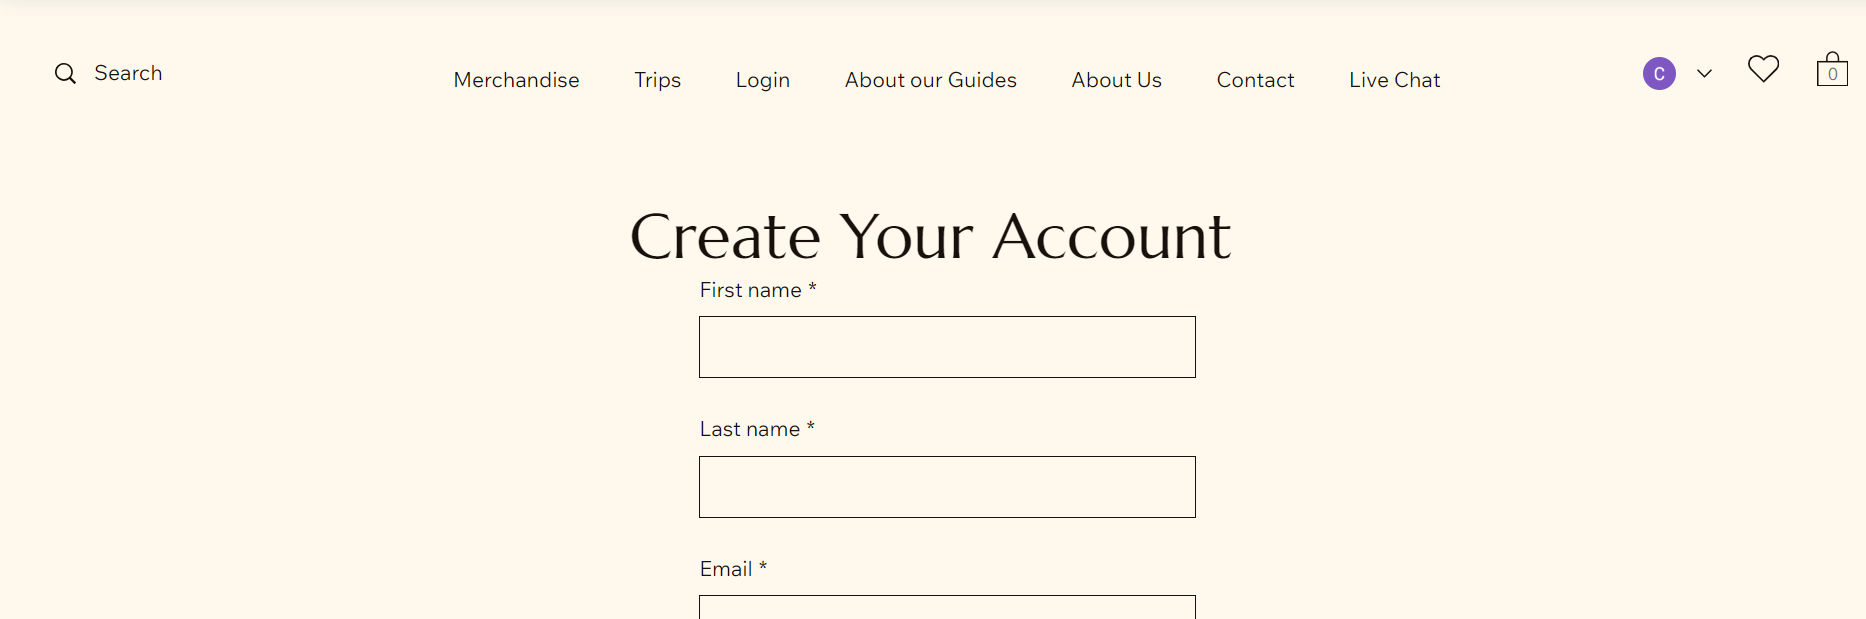 Search
Merchandise Trips Login About our Guides About Us Contact Live Chat
C
0
Create Your Account
First name *
Last name *
Email *